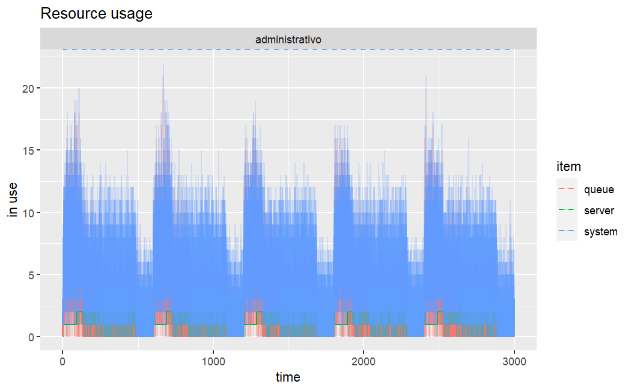 Resource usage
administrativo
20
15
10
5
0
in use
0 1000 2000 3000
time
item
queue
server
system